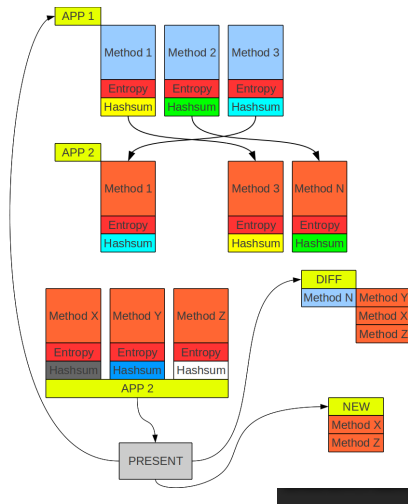 APP 1
Method 1 Method 2 Method 3
Entropy Entropy Entropy
Hashsum Hashsum Hashsum
APP 2
Method 1 Method 3 Method N
Entropy Entropy Entropy
Hashsum Hashsum Hashsum
DIFF
Method N Method Y
Method X
Method Z
Method X Method Y Method Z
Entropy Entropy Entropy
Hashsum Hashsum Hashsum
APP 2
NEW
Method X
Method Z
PRESENT